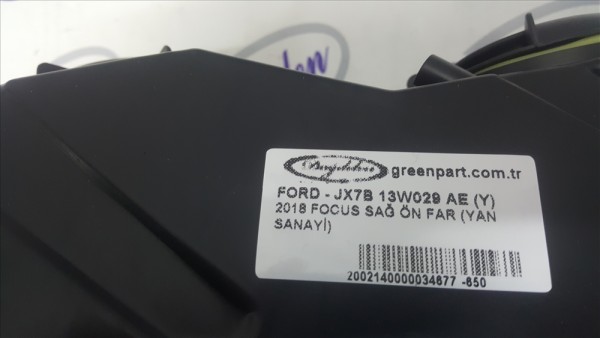 greenpart.com.tr
FORD - JX7B 13W029 AE (Y)
2018 FOCUS SAĞ ÖN FAR (YAN
SANAYİ)
2002140000034677 -650